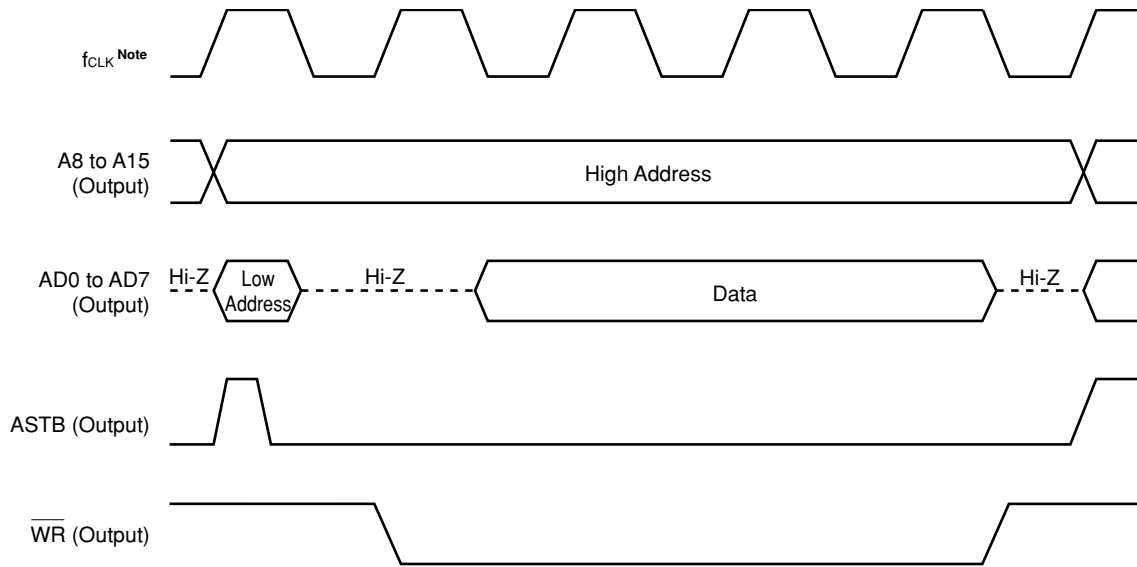 fCLK Note
A8 to A15
(Output)
High Address
AD0 to AD7
(Output)
Hi-Z
Low
Address
Hi-Z
Data
Hi-Z
ASTB (Output)
WR (Output)